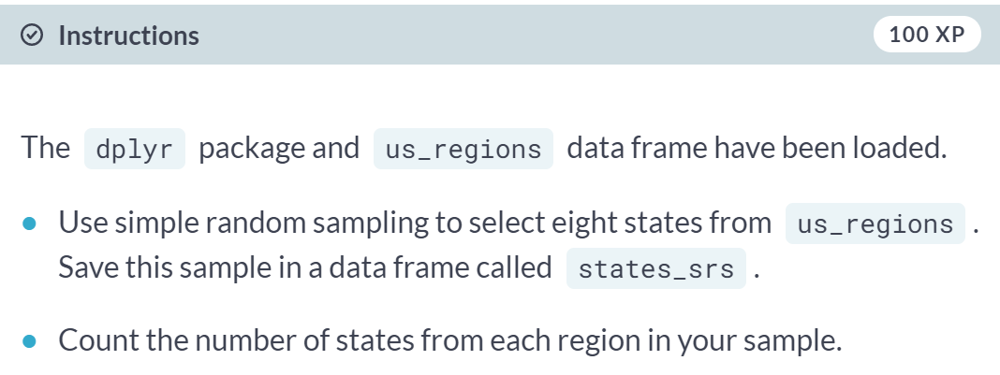 Instructions 100 XP
The dplyr package and us_regions data frame have been loaded.
Use simple random sampling to select eight states from us_regions .
Save this sample in a data frame called states_srs .
Count the number of states from each region in your sample.